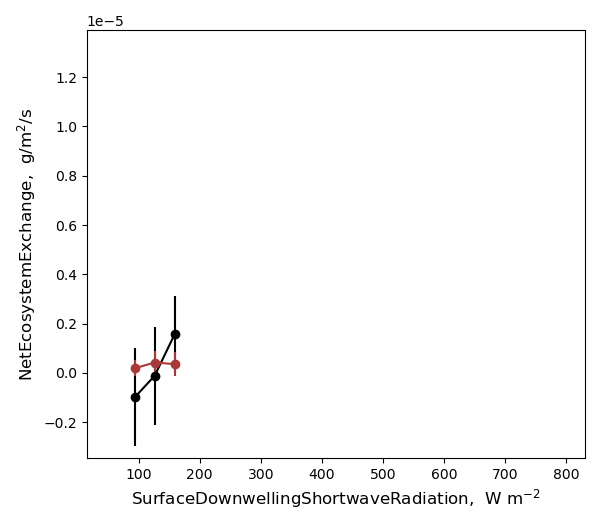 1e−5
1.2
1.0
0.8
0.6
0.4
0.2
0.0
−0.2
NetEcosystemExchange,  g/m²/s
100 200 300 400 500 600 700 800
SurfaceDownwellingShortwaveRadiation,  W m⁻²